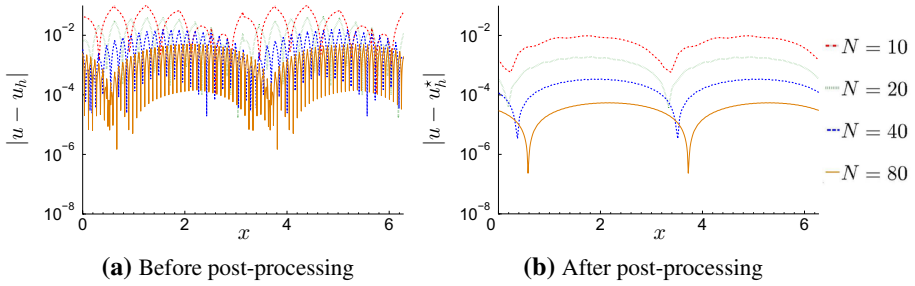 10^-2
10^-4
10^-6
10^-8
|u − u_h|
0 2 4 6
x
(a) Before post-processing
10^-2
10^-4
10^-6
10^-8
|u − u_h^⋆|
0 2 4 6
x
(b) After post-processing
N = 10
N = 20
N = 40
N = 80